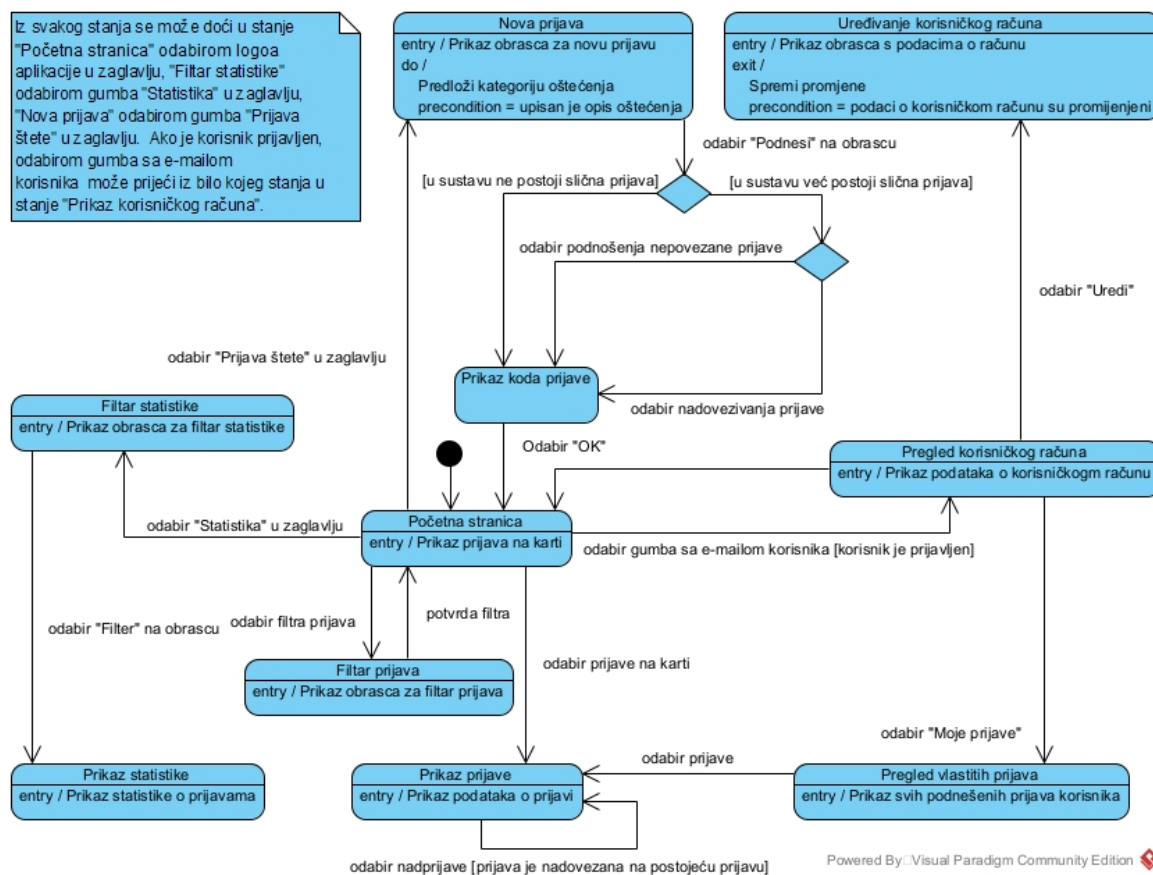 Iz svakog stanja se može doći u stanje
"Početna stranica" odabirom logoa
aplikacije u zaglavlju, "Filtar statistike"
odabirom gumba "Statistika" u zaglavlju,
"Nova prijava" odabirom gumba "Prijava
štete" u zaglavlju. Ako je korisnik prijavljen,
odabirom gumba sa e-mailom
korisnika može prijeći iz bilo kojeg stanja u
stanje "Prikaz korisničkog računa".
Nova prijava
entry / Prikaz obrasca za novu prijavu
do /
Predloži kategoriju oštećenja
precondition = upisan je opis oštećenja
Uređivanje korisničkog računa
entry / Prikaz obrasca s podacima o računu
exit /
Spremi promjene
precondition = podaci o korisničkom računu su promijenjeni
odabir "Podnesi" na obrascu
[u sustavu ne postoji slična prijava]
[u sustavu već postoji slična prijava]
odabir podnošenja nepovezane prijave
odabir "Uredi"
odabir "Prijava štete" u zaglavlju
Prikaz koda prijave
odabir nadovezivanja prijave
Filtar statistike
entry / Prikaz obrasca za filtar statistike
Odabir "OK"
Pregled korisničkog računa
entry / Prikaz podataka o korisničkogm računu
odabir "Statistika" u zaglavlju
Početna stranica
entry / Prikaz prijava na karti
odabir gumba sa e-mailom korisnika [korisnik je prijavljen]
odabir "Filter" na obrascu
odabir filtra prijava
potvrda filtra
odabir prijave na karti
Filtar prijava
entry / Prikaz obrasca za filtar prijava
odabir "Moje prijave"
odabir prijave
Prikaz statistike
entry / Prikaz statistike o prijavama
Prikaz prijave
entry / Prikaz podataka o prijavi
Pregled vlastitih prijava
entry / Prikaz svih podnešenih prijava korisnika
odabir nadprijave [prijava je nadovezana na postojeću prijavu]
Powered By Visual Paradigm Community Edition